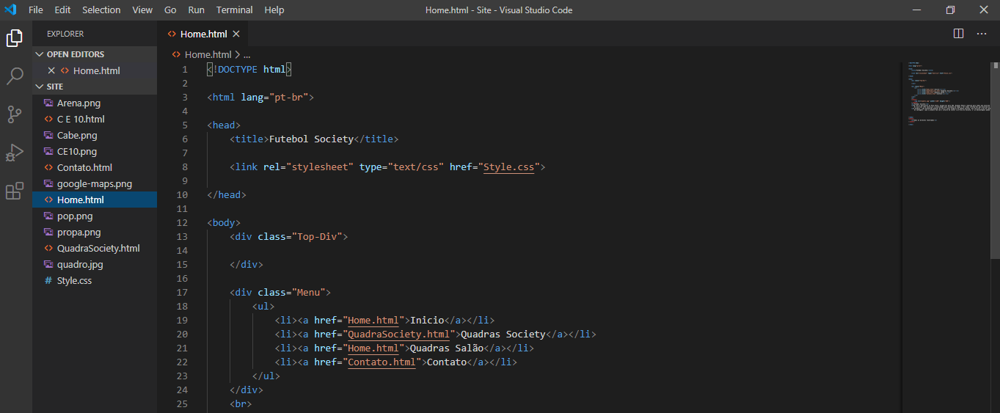 File Edit Selection View Go Run Terminal Help Home.html - Site - Visual Studio Code
EXPLORER
OPEN EDITORS
Home.html
SITE
Arena.png
C E 10.html
Cabe.png
CE10.png
Contato.html
google-maps.png
Home.html
pop.png
propa.png
QuadraSociety.html
quadro.jpg
# Style.css
Home.html
Home.html > ...
1 <!DOCTYPE html>
2
3 <html lang="pt-br">
4
5 <head>
6 <title>Futebol Society</title>
7
8 <link rel="stylesheet" type="text/css" href="Style.css">
9
10 </head>
11
12 <body>
13 <div class="Top-Div">
14
15 </div>
16
17 <div class="Menu">
18 <ul>
19 <li><a href="Home.html">Inicio</a></li>
20 <li><a href="QuadraSociety.html">Quadras Society</a></li>
21 <li><a href="Home.html">Quadras Salão</a></li>
22 <li><a href="Contato.html">Contato</a></li>
23 </ul>
24 </div>
25 <br>